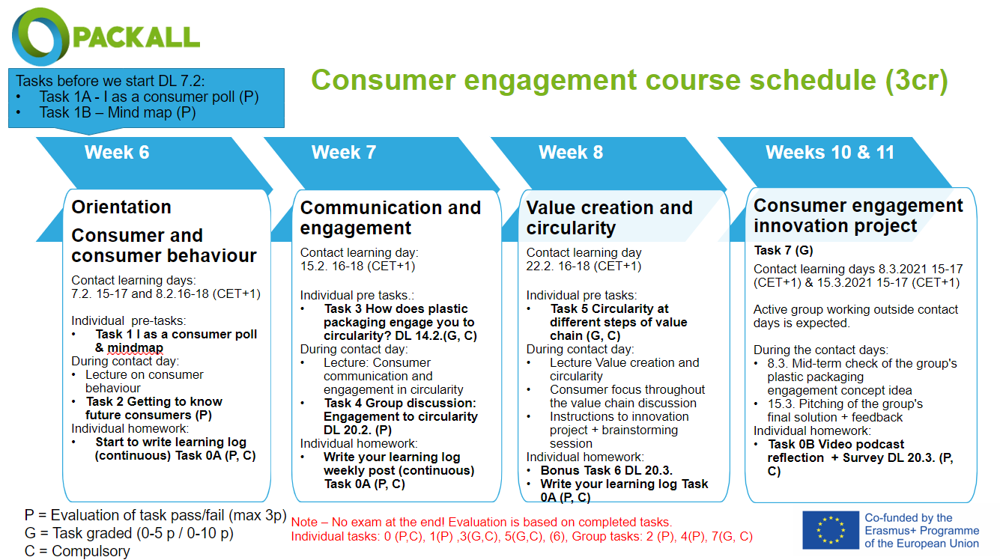 PACKALL
Consumer engagement course schedule (3cr)
Tasks before we start DL 7.2:
• Task 1A - I as a consumer poll (P)
• Task 1B – Mind map (P)
Week 6
Orientation
Consumer and
consumer behaviour
Contact learning days:
7.2. 15-17 and 8.2.16-18 (CET+1)
Individual pre-tasks:
• Task 1 I as a consumer poll
& mindmap
During contact day:
• Lecture on consumer
behaviour
• Task 2 Getting to know
future consumers (P)
Individual homework:
• Start to write learning log
(continuous) Task 0A (P, C)
Week 7
Communication and
engagement
Contact learning day:
15.2. 16-18 (CET+1)
Individual pre tasks.:
• Task 3 How does plastic
packaging engage you to
circularity? DL 14.2.(G, C)
During contact day:
• Lecture: Consumer
communication and
engagement in circularity
• Task 4 Group discussion:
Engagement to circularity
DL 20.2. (P)
Individual homework:
• Write your learning log
weekly post (continuous)
Task 0A (P, C)
Week 8
Value creation and
circularity
Contact learning day
22.2. 16-18 (CET+1)
Individual pre tasks:
• Task 5 Circularity at
different steps of value
chain (G, C)
During contact day:
• Lecture Value creation and
circularity
• Consumer focus throughout
the value chain discussion
• Instructions to innovation
project + brainstorming
session
Individual homework:
• Bonus Task 6 DL 20.3.
• Write your learning log Task
0A (P, C)
Weeks 10 & 11
Consumer engagement
innovation project
Task 7 (G)
Contact learning days 8.3.2021 15-17
(CET+1) & 15.3.2021 15-17 (CET+1)
Active group working outside contact
days is expected.
During the contact days:
• 8.3. Mid-term check of the group's
plastic packaging
engagement concept idea
• 15.3. Pitching of the group's
final solution + feedback
Individual homework:
• Task 0B Video podcast
reflection + Survey DL 20.3. (P,
C)
P = Evaluation of task pass/fail (max 3p)
G = Task graded (0-5 p / 0-10 p)
C = Compulsory
Note – No exam at the end! Evaluation is based on completed tasks.
Individual tasks: 0 (P,C), 1(P) ,3(G,C), 5(G,C), (6), Group tasks: 2 (P), 4(P), 7(G, C)
Co-funded by the
Erasmus+ Programme
of the European Union